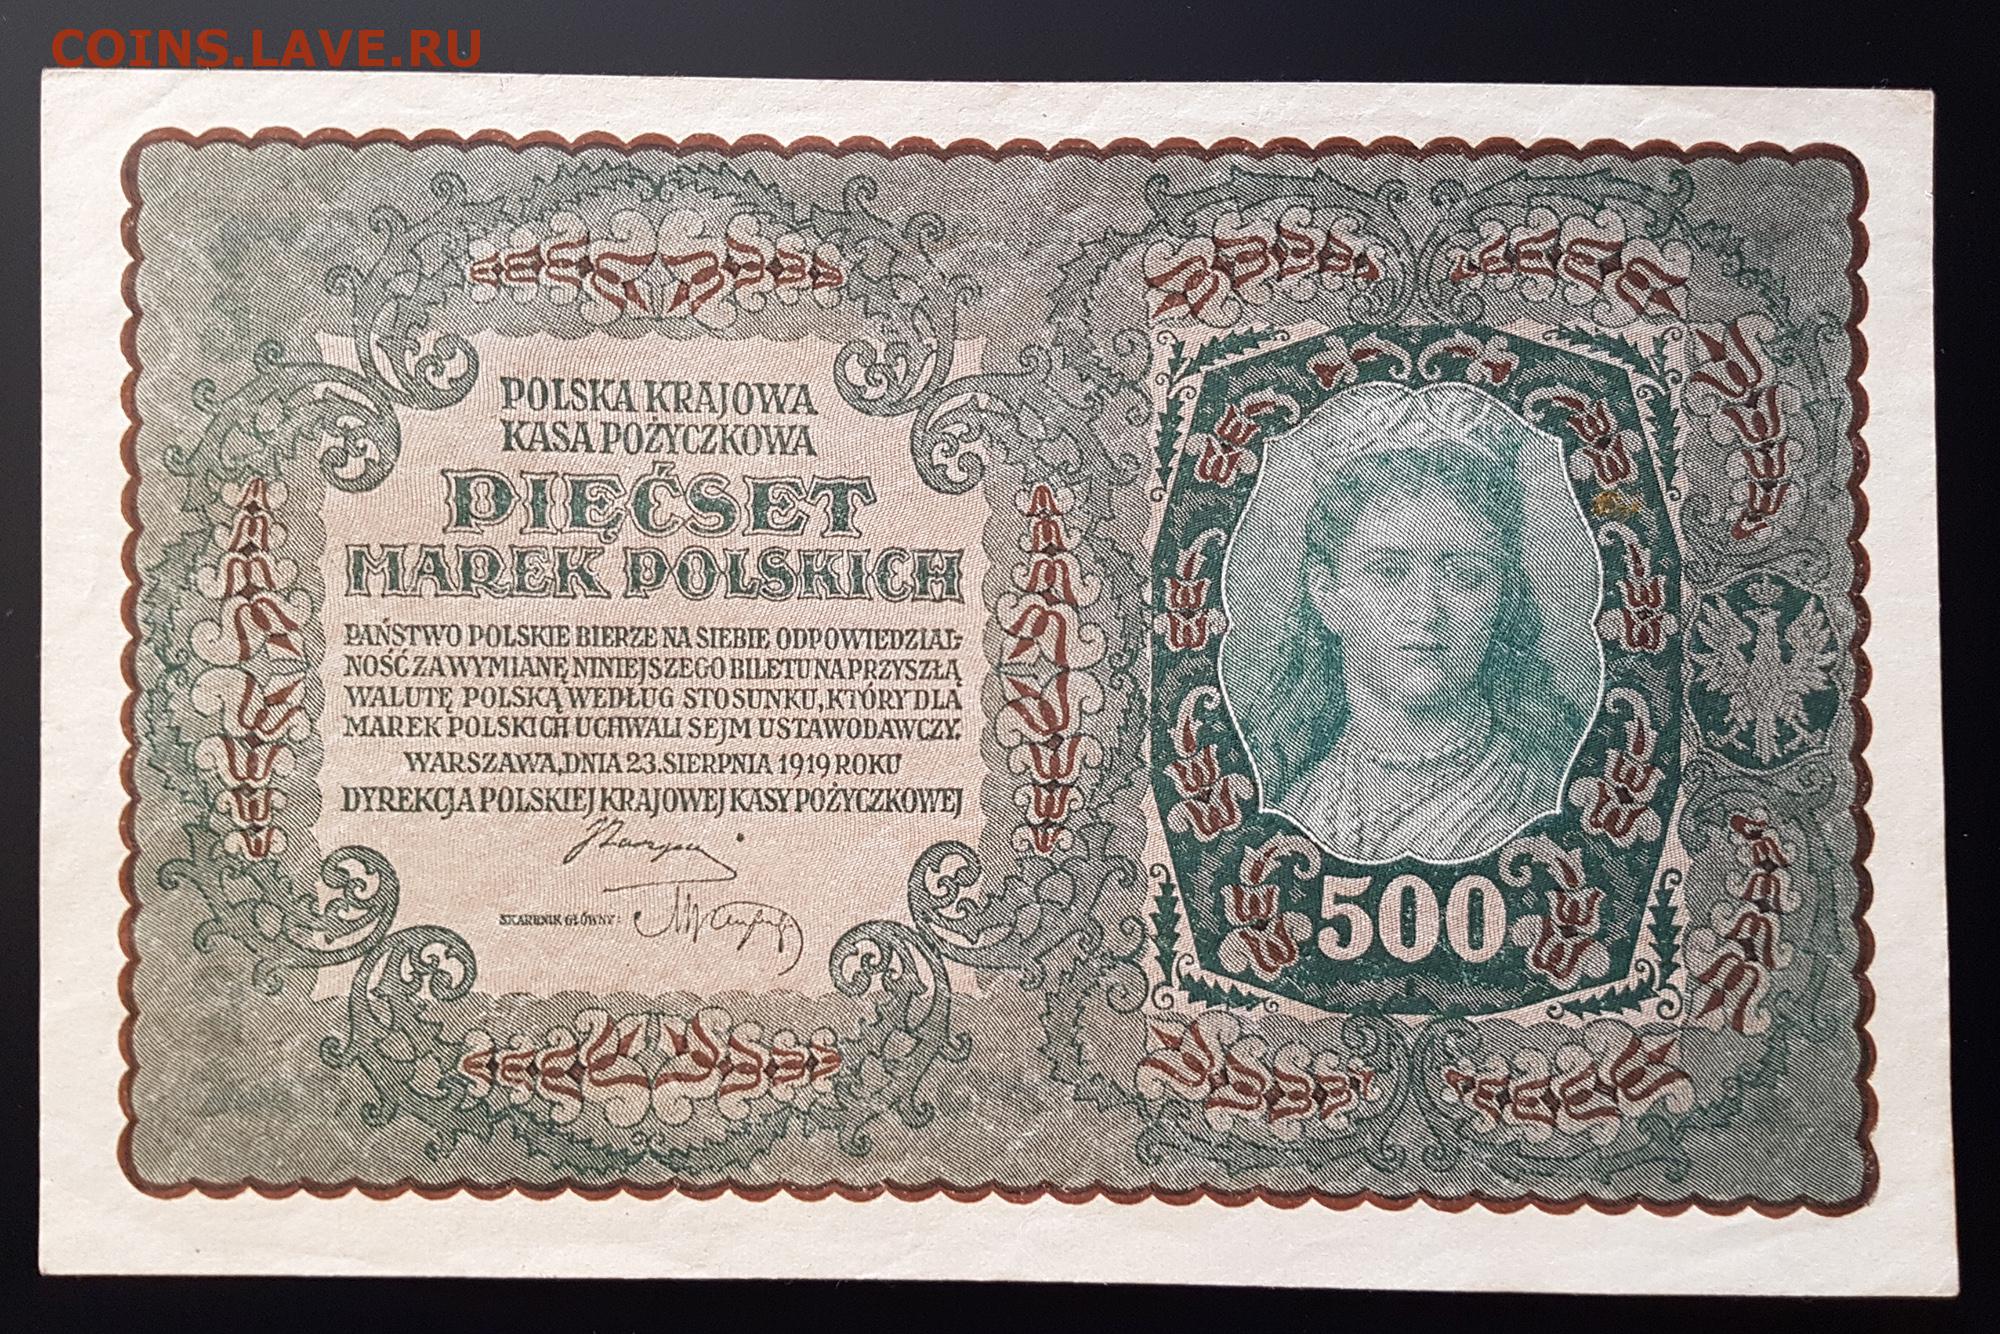 COINS.LAVE.RU
POLSKA KRAJOWA
KASA POŻYCZKOWA
PIĘĆSET
MAREK POLSKICH
PAŃSTWO POLSKIE BIERZE NA SIEBIE ODPOWIEDZIAL-
NOŚĆ ZA WYMIANĘ NINIEJSZEGO BILETU NA PRZYSZŁĄ
WALUTĘ POLSKĄ WEDŁUG STOSUNKU, KTÓRY DLA
MAREK POLSKICH UCHWALI SEJM USTAWODAWCZY.
WARSZAWA, DNIA 23. SIERPNIA 1919 ROKU
DYREKCJA POLSKIEJ KRAJOWEJ KASY POŻYCZKOWEJ
SKARBNIK GŁÓWNY:
500